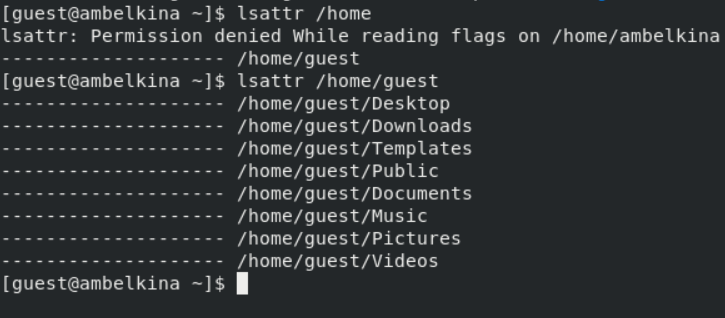 [guest@ambelkina ~]$ lsattr /home
lsattr: Permission denied While reading flags on /home/ambelkina
-------------------- /home/guest
[guest@ambelkina ~]$ lsattr /home/guest
-------------------- /home/guest/Desktop
-------------------- /home/guest/Downloads
-------------------- /home/guest/Templates
-------------------- /home/guest/Public
-------------------- /home/guest/Documents
-------------------- /home/guest/Music
-------------------- /home/guest/Pictures
-------------------- /home/guest/Videos
[guest@ambelkina ~]$